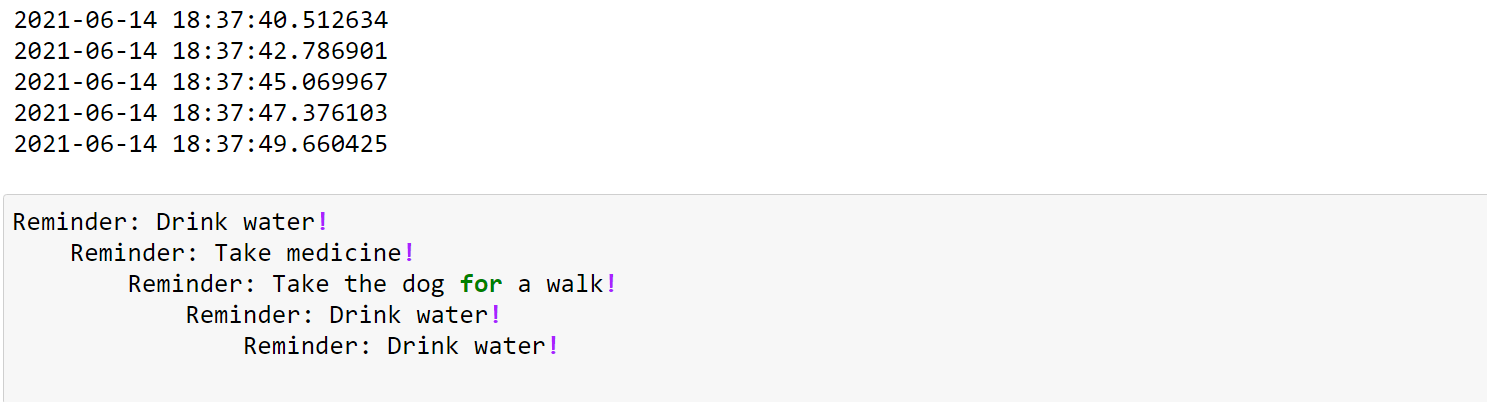 2021-06-14 18:37:40.512634
2021-06-14 18:37:42.786901
2021-06-14 18:37:45.069967
2021-06-14 18:37:47.376103
2021-06-14 18:37:49.660425
Reminder: Drink water!
Reminder: Take medicine!
Reminder: Take the dog for a walk!
Reminder: Drink water!
Reminder: Drink water!